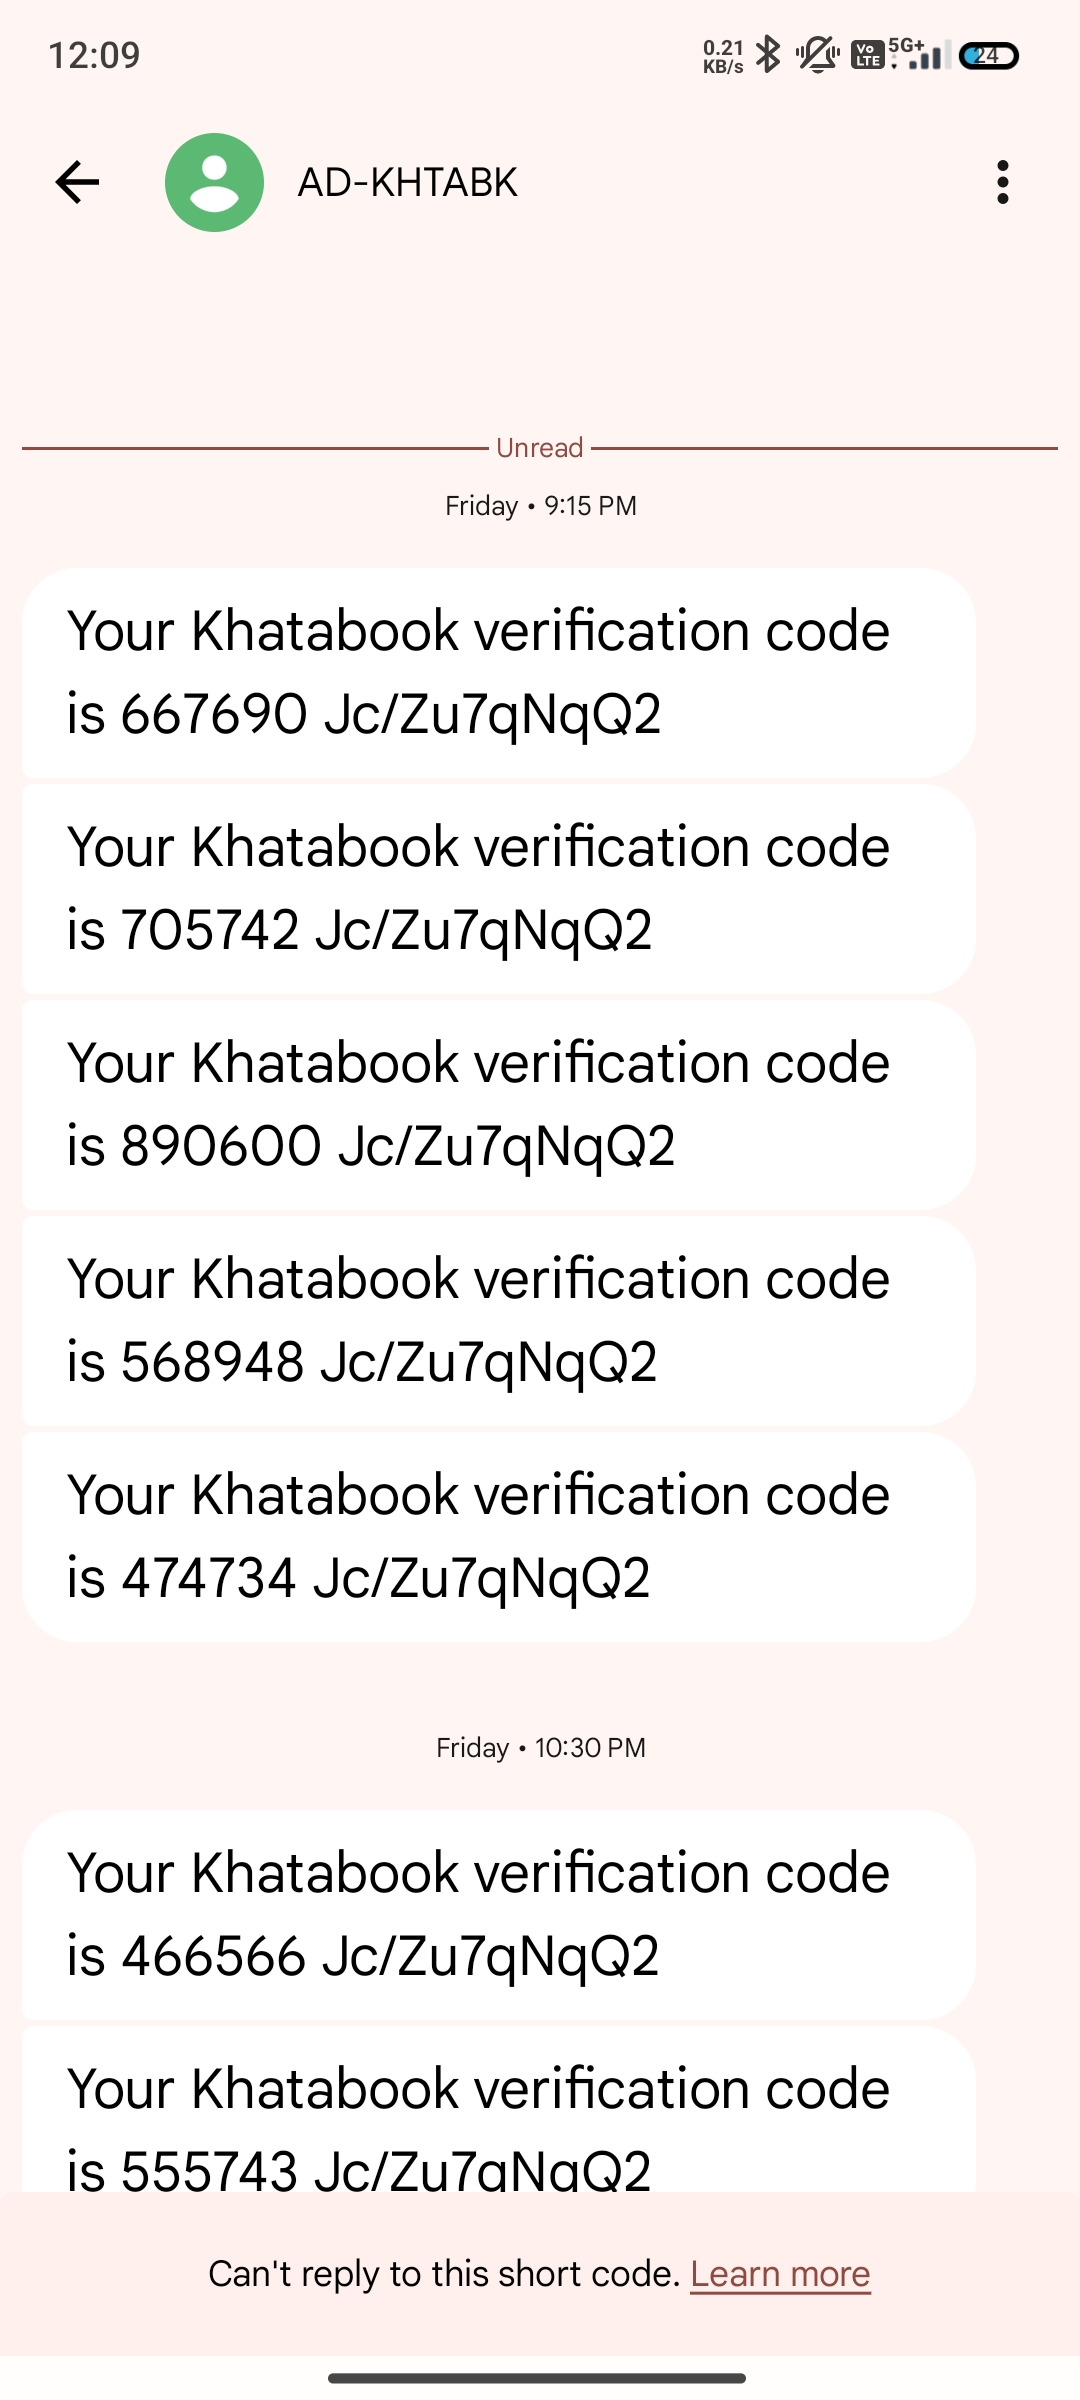 12:09
0.21
KB/s
Vo
LTE
5G+
24
AD-KHTABK
Unread
Friday • 9:15 PM
Your Khatabook verification code
is 667690 Jc/Zu7qNqQ2
Your Khatabook verification code
is 705742 Jc/Zu7qNqQ2
Your Khatabook verification code
is 890600 Jc/Zu7qNqQ2
Your Khatabook verification code
is 568948 Jc/Zu7qNqQ2
Your Khatabook verification code
is 474734 Jc/Zu7qNqQ2
Friday • 10:30 PM
Your Khatabook verification code
is 466566 Jc/Zu7qNqQ2
Your Khatabook verification code
is 555743 Jc/Zu7qNqQ2
Can't reply to this short code. Learn more